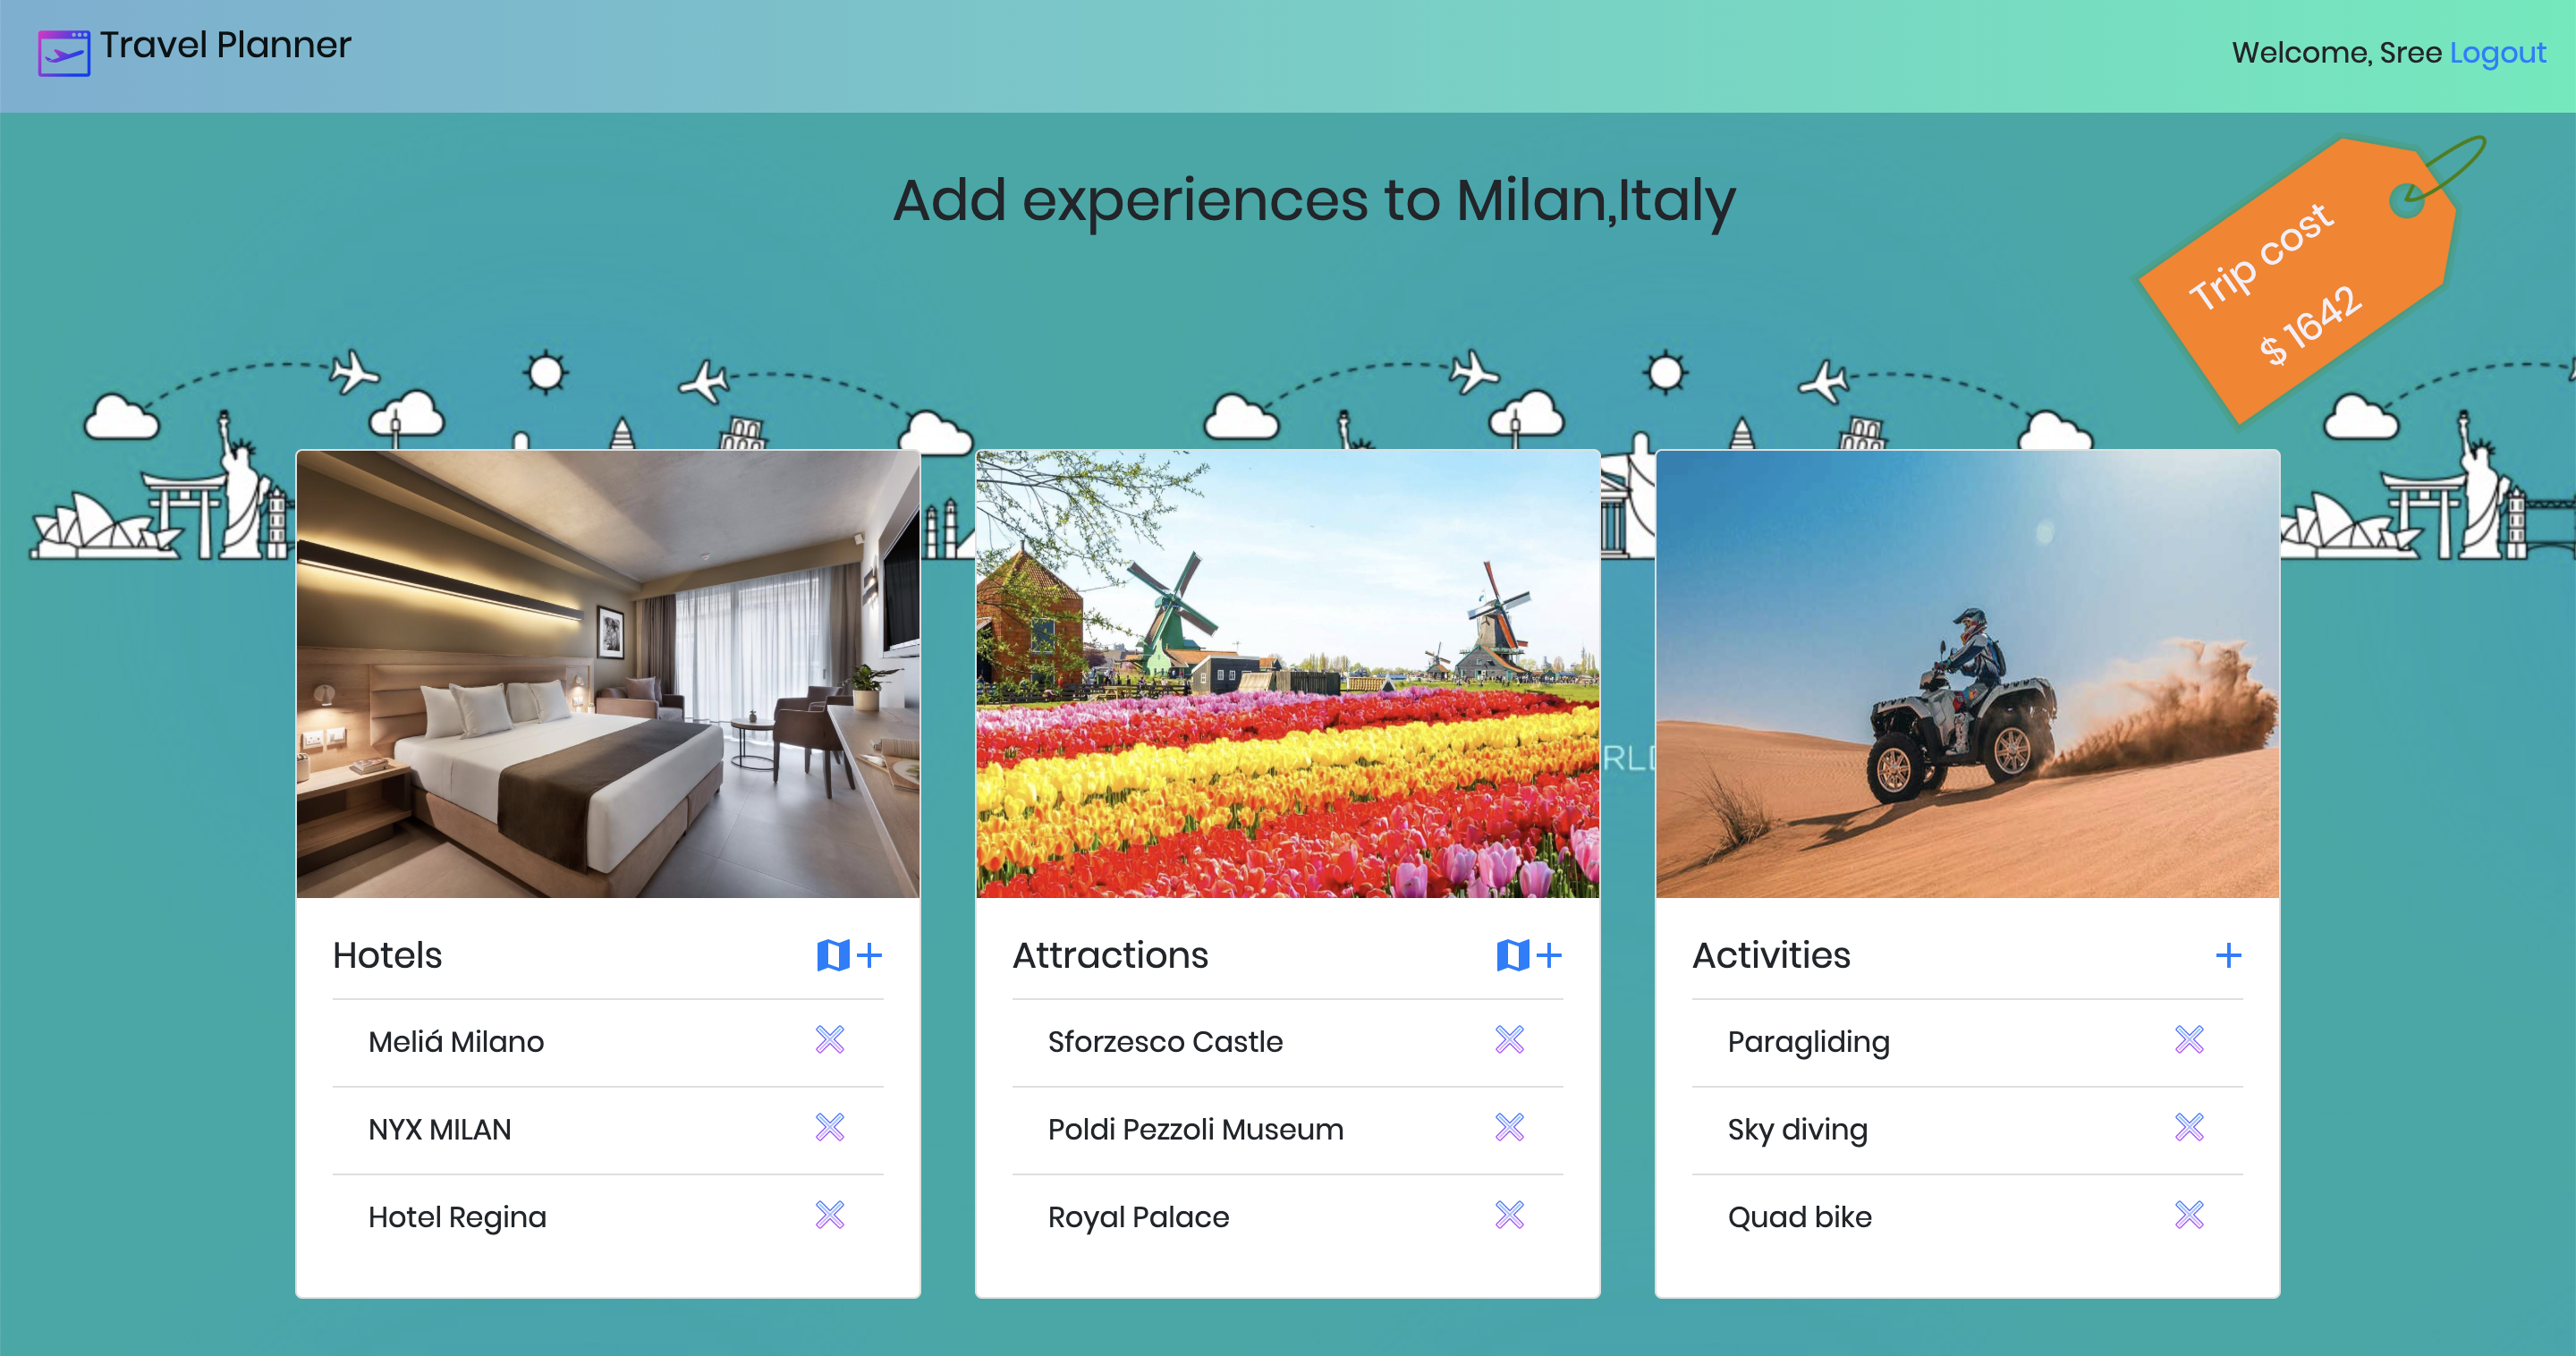 Travel Planner
Welcome, Sree Logout
Add experiences to Milan,Italy
Trip cost
$ 1642
Hotels
Meliá Milano
NYX MILAN
Hotel Regina
Attractions
Sforzesco Castle
Poldi Pezzoli Museum
Royal Palace
Activities
Paragliding
Sky diving
Quad bike